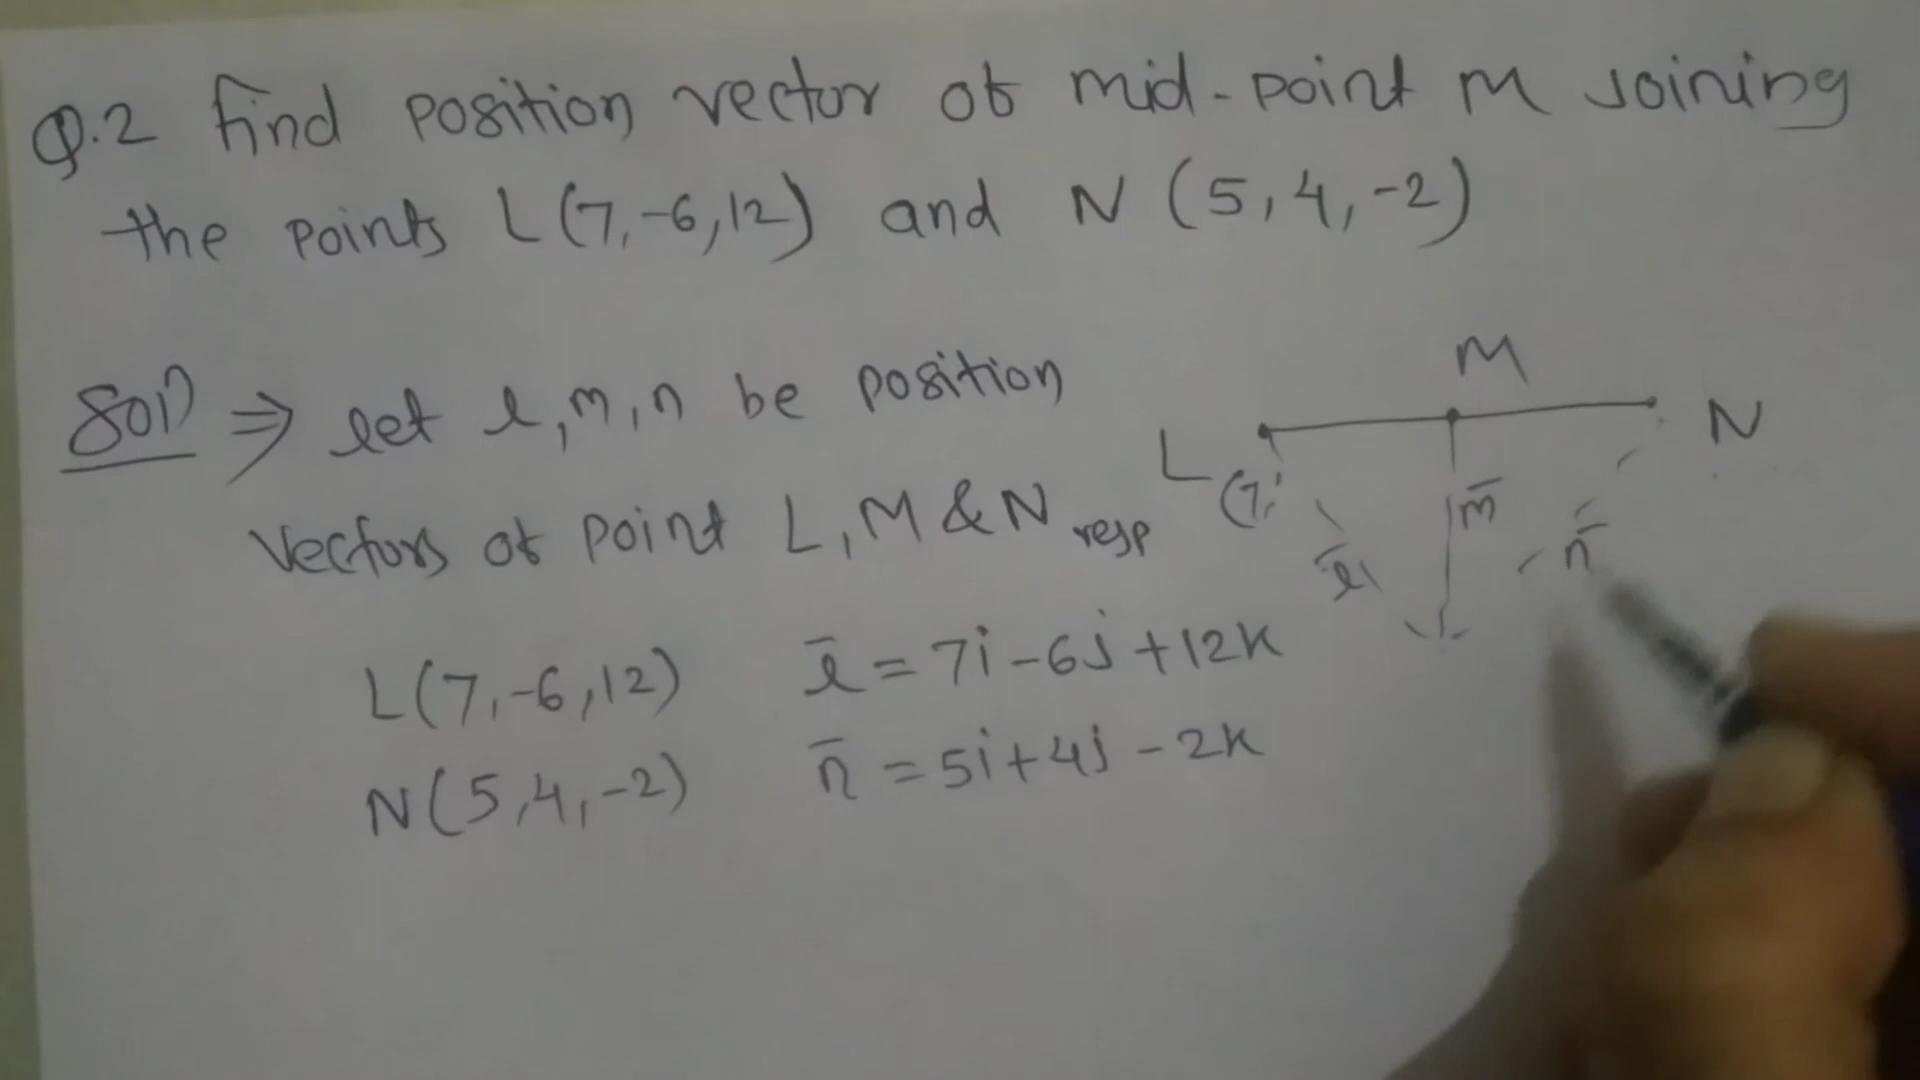 Q.2 find position vector of mid-point M Joining
the points L(7,-6,12) and N (5,4,-2)
Soln ⇒ let l,m,n be position
vectors of point L,M & N resp
L(7,-6,12) l̄ = 7i-6j+12k
N(5,4,-2) n̄ = 5i+4j-2k
M
L N
(7,
m̄
n̄
l̄